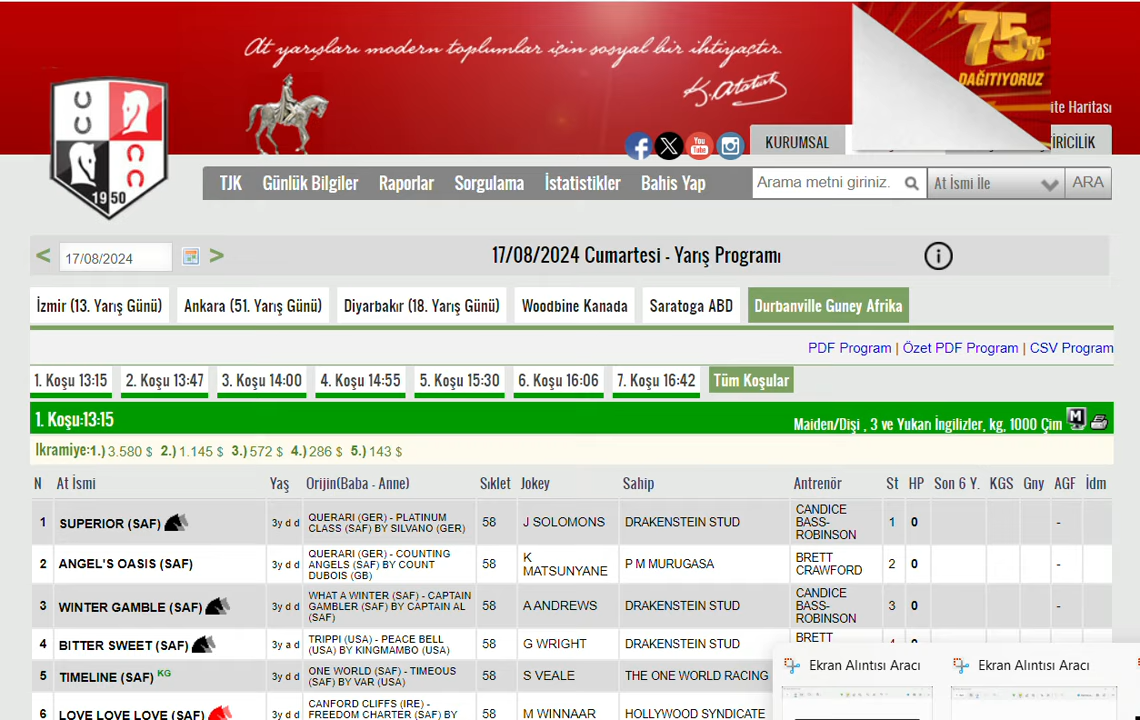 At yarışları modern toplumlar için sosyal bir ihtiyaçtır.
K. Atatürk
75%
DAĞITIYORUZ
ite Haritası
1950
You Tube
KURUMSAL
İRİCİLİK
TJK Günlük Bilgiler Raporlar Sorgulama İstatistikler Bahis Yap
Arama metni giriniz. At İsmi İle ARA
< 17/08/2024 > 17/08/2024 Cumartesi - Yarış Programı
İzmir (13. Yarış Günü) Ankara (51. Yarış Günü) Diyarbakır (18. Yarış Günü) Woodbine Kanada Saratoga ABD Durbanville Guney Afrika
PDF Program | Özet PDF Program | CSV Program
1. Koşu 13:15 2. Koşu 13:47 3. Koşu 14:00 4. Koşu 14:55 5. Koşu 15:30 6. Koşu 16:06 7. Koşu 16:42 Tüm Koşular
1. Koşu:13:15 Maiden/Dişi , 3 ve Yukarı İngilizler, kg, 1000 Çim M
İkramiye:1.) 3.580 $ 2.) 1.145 $ 3.) 572 $ 4.) 286 $ 5.) 143 $
N At İsmi Yaş Orijin(Baba - Anne) Sıklet Jokey Sahip Antrenör St HP Son 6 Y. KGS Gny AGF İdm
1 SUPERIOR (SAF) 3y d d QUERARI (GER) - PLATINUM CLASS (SAF) BY SILVANO (GER) 58 J SOLOMONS DRAKENSTEIN STUD CANDICE BASS-ROBINSON 1 0 -
2 ANGEL'S OASIS (SAF) 3y d d QUERARI (GER) - COUNTING ANGELS (SAF) BY COUNT DUBOIS (GB) 58 K MATSUNYANE P M MURUGASA BRETT CRAWFORD 2 0 -
3 WINTER GAMBLE (SAF) 3y d d WHAT A WINTER (SAF) - CAPTAIN GAMBLER (SAF) BY CAPTAIN AL (SAF) 58 A ANDREWS DRAKENSTEIN STUD CANDICE BASS-ROBINSON 3 0 -
4 BITTER SWEET (SAF) 3y a d TRIPPI (USA) - PEACE BELL (USA) BY KINGMAMBO (USA) 58 G WRIGHT DRAKENSTEIN STUD BRETT
5 TIMELINE (SAF) KG 3y d d ONE WORLD (SAF) - TIMEOUS (SAF) BY VAR (USA) 58 S VEALE THE ONE WORLD RACING
6 LOVE LOVE LOVE (SAF) 3y d d CANFORD CLIFFS (IRE) - FREEDOM CHARTER (SAF) BY 58 M WINNAAR HOLLYWOOD SYNDICATE
Ekran Alıntısı Aracı Ekran Alıntısı Aracı